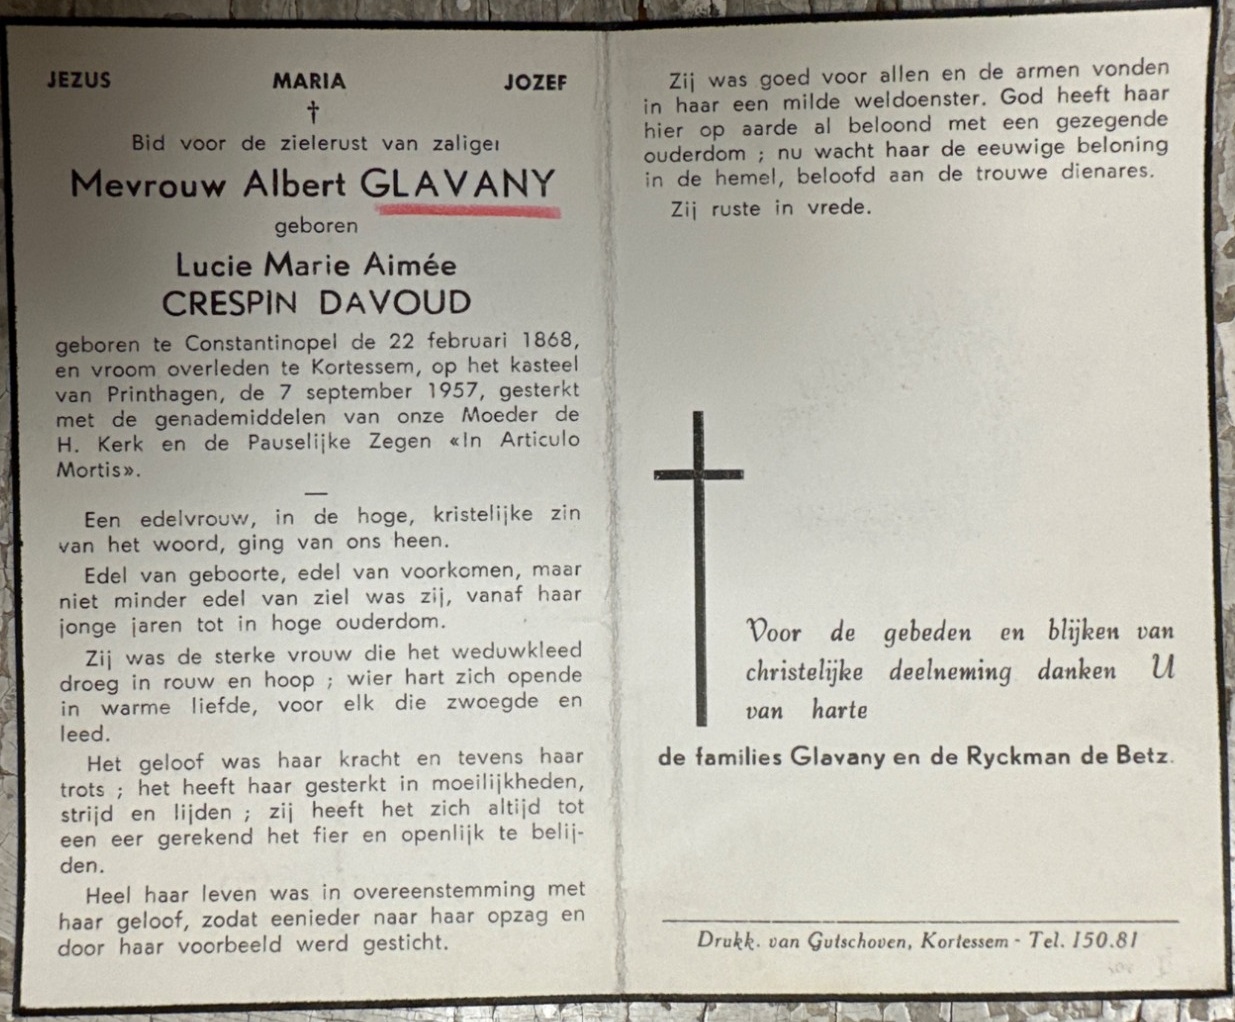 JEZUS MARIA JOZEF
†
Bid voor de zielerust van zaliger
Mevrouw Albert GLAVANY
geboren
Lucie Marie Aimée
CRESPIN DAVOUD
geboren te Constantinopel de 22 februari 1868,
en vroom overleden te Kortessem, op het kasteel
van Printhagen, de 7 september 1957, gesterkt
met de genademiddelen van onze Moeder de
H. Kerk en de Pauselijke Zegen «In Articulo
Mortis».
Een edelvrouw, in de hoge, kristelijke zin
van het woord, ging van ons heen.
Edel van geboorte, edel van voorkomen, maar
niet minder edel van ziel was zij, vanaf haar
jonge jaren tot in hoge ouderdom.
Zij was de sterke vrouw die het weduwkleed
droeg in rouw en hoop ; wier hart zich opende
in warme liefde, voor elk die zwoegde en
leed.
Het geloof was haar kracht en tevens haar
trots ; het heeft haar gesterkt in moeilijkheden,
strijd en lijden ; zij heeft het zich altijd tot
een eer gerekend het fier en openlijk te belij-
den.
Heel haar leven was in overeenstemming met
haar geloof, zodat eenieder naar haar opzag en
door haar voorbeeld werd gesticht.
Zij was goed voor allen en de armen vonden
in haar een milde weldoenster. God heeft haar
hier op aarde al beloond met een gezegende
ouderdom ; nu wacht haar de eeuwige beloning
in de hemel, beloofd aan de trouwe dienares.
Zij ruste in vrede.
Voor de gebeden en blijken van
christelijke deelneming danken U
van harte
de families Glavany en de Ryckman de Betz.
Drukk. van Gutschoven, Kortessem - Tel. 150.81